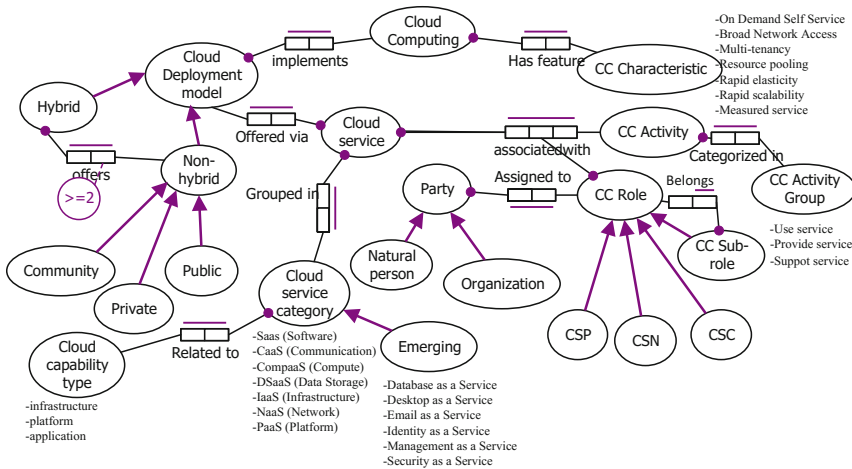 Cloud
Computing
-On Demand Self Service
-Broad Network Access
-Multi-tenancy
-Resource pooling
-Rapid elasticity
-Rapid scalability
-Measured service
Cloud
Deployment
model
implements
Has feature
CC Characteristic
Hybrid
Offered via
Cloud
service
associatedwith
CC Activity
Categorized in
offers
>=2
Non-
hybrid
Grouped in
Party
Assigned to
CC Role
Belongs
CC Activity
Group
-Use service
-Provide service
-Suppot service
Community
Private
Public
Natural
person
Organization
CC Sub-
role
Cloud
service
category
CSP
CSN
CSC
Cloud
capability
type
Related to
Emerging
-infrastructure
-platform
-application
-Saas (Software)
-CaaS (Communication)
-CompaaS (Compute)
-DSaaS (Data Storage)
-IaaS (Infrastructure)
-NaaS (Network)
-PaaS (Platform)
-Database as a Service
-Desktop as a Service
-Email as a Service
-Identity as a Service
-Management as a Service
-Security as a Service